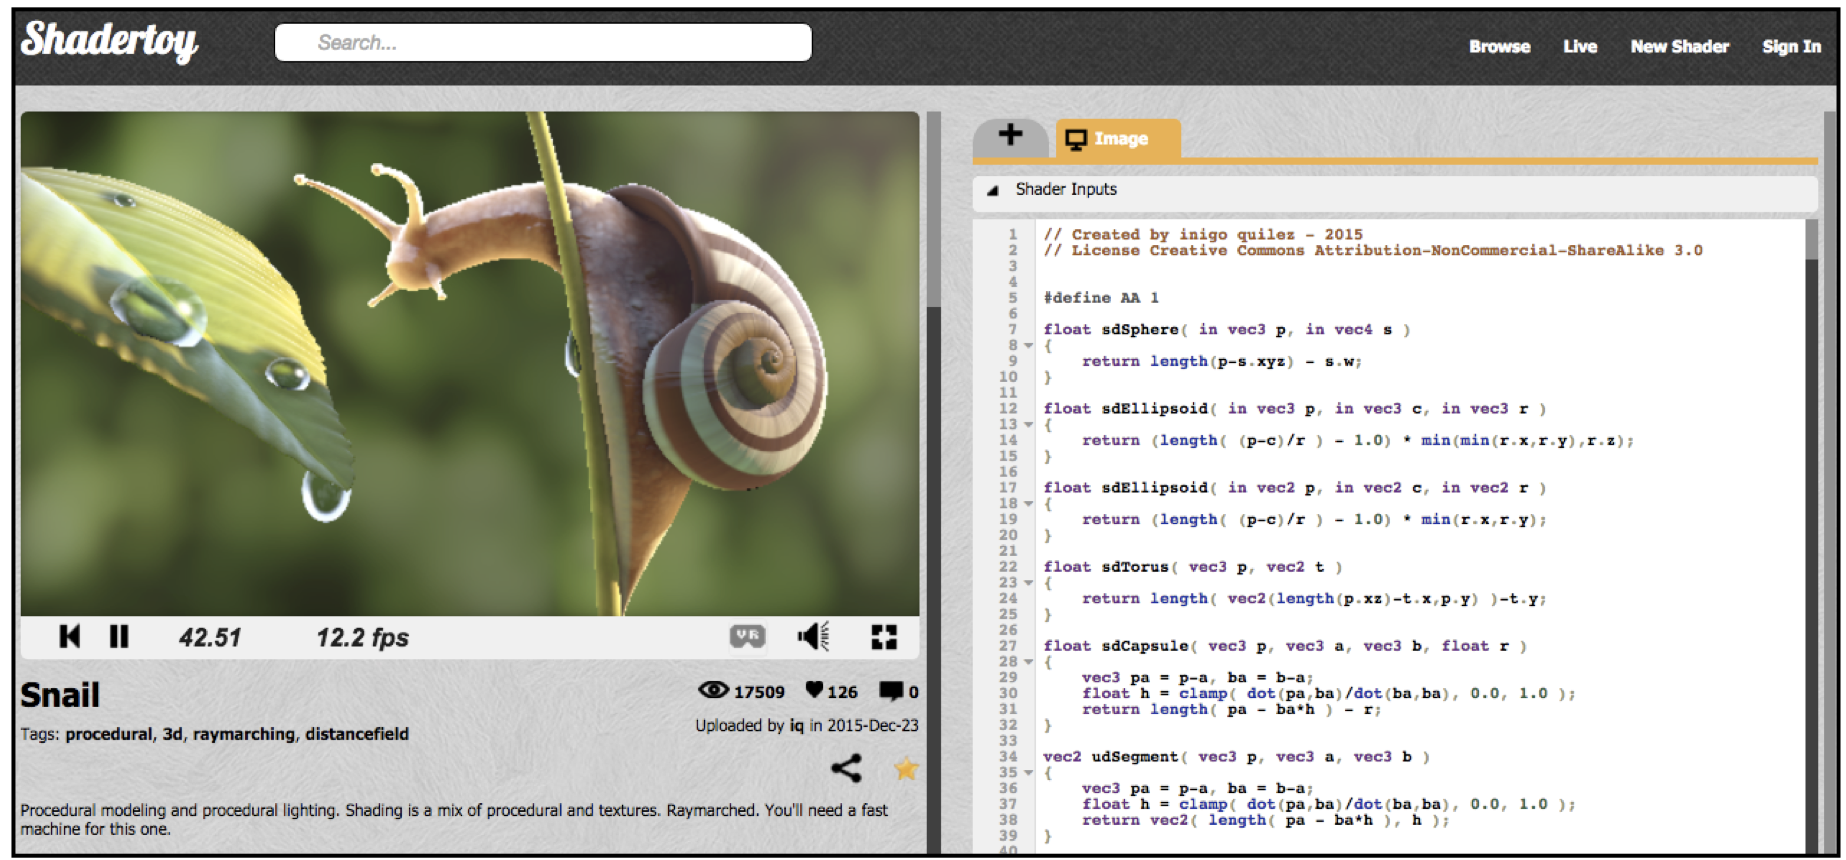 Shadertoy
Search...
Browse Live New Shader Sign In
42.51 12.2 fps
VR
Snail
17509 126 0
Uploaded by iq in 2015-Dec-23
Tags: procedural, 3d, raymarching, distancefield
Procedural modeling and procedural lighting. Shading is a mix of procedural and textures. Raymarched. You'll need a fast
machine for this one.
+ Image
Shader Inputs
1 // Created by inigo quilez - 2015
2 // License Creative Commons Attribution-NonCommercial-ShareAlike 3.0
3
4
5 #define AA 1
6
7 float sdSphere( in vec3 p, in vec4 s )
8 {
9 return length(p-s.xyz) - s.w;
10 }
11
12 float sdEllipsoid( in vec3 p, in vec3 c, in vec3 r )
13 {
14 return (length( (p-c)/r ) - 1.0) * min(min(r.x,r.y),r.z);
15 }
16
17 float sdEllipsoid( in vec2 p, in vec2 c, in vec2 r )
18 {
19 return (length( (p-c)/r ) - 1.0) * min(r.x,r.y);
20 }
21
22 float sdTorus( vec3 p, vec2 t )
23 {
24 return length( vec2(length(p.xz)-t.x,p.y) )-t.y;
25 }
26
27 float sdCapsule( vec3 p, vec3 a, vec3 b, float r )
28 {
29 vec3 pa = p-a, ba = b-a;
30 float h = clamp( dot(pa,ba)/dot(ba,ba), 0.0, 1.0 );
31 return length( pa - ba*h ) - r;
32 }
33
34 vec2 udSegment( vec3 p, vec3 a, vec3 b )
35 {
36 vec3 pa = p-a, ba = b-a;
37 float h = clamp( dot(pa,ba)/dot(ba,ba), 0.0, 1.0 );
38 return vec2( length( pa - ba*h ), h );
39 }
40